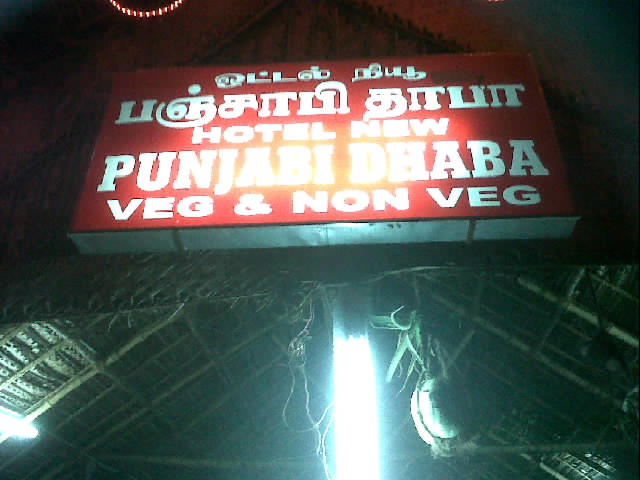 ஓட்டல் நியூ
பஞ்சாபி தாபா
HOTEL NEW
PUNJABI DHABA
VEG & NON VEG